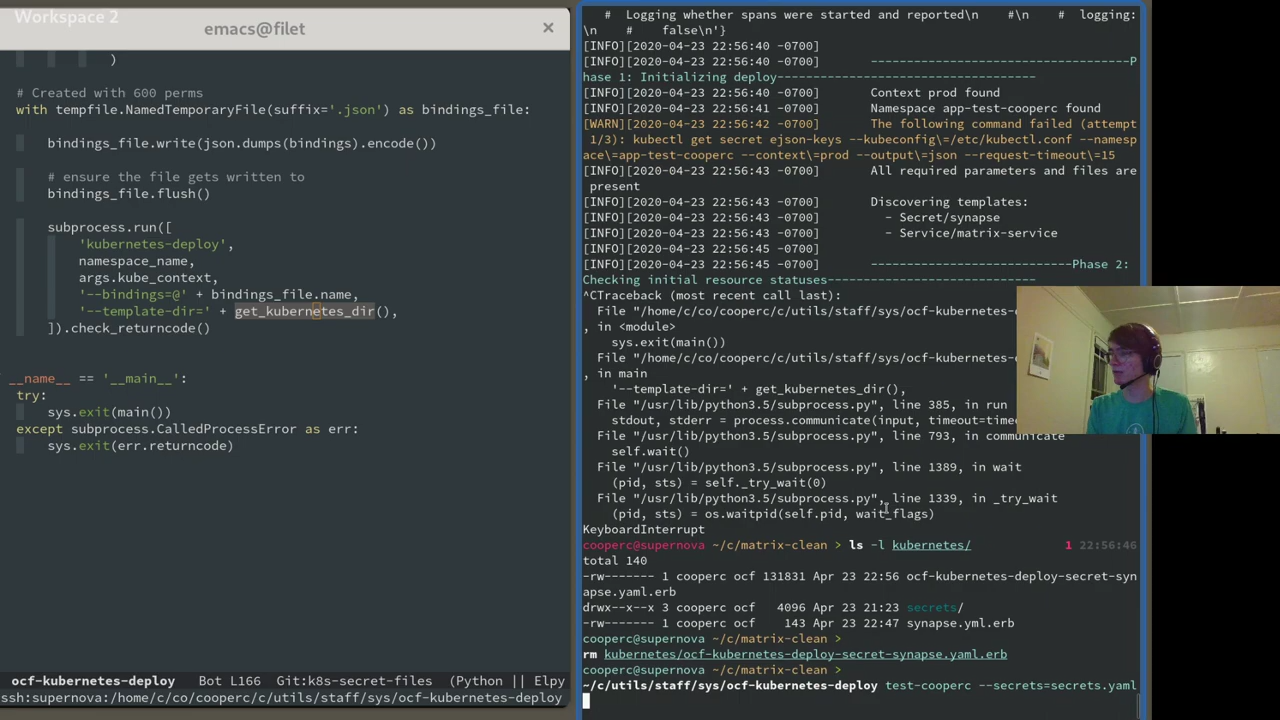 Workspace 2
emacs@filet
)
# Created with 600 perms
with tempfile.NamedTemporaryFile(suffix='.json') as bindings_file:
bindings_file.write(json.dumps(bindings).encode())
# ensure the file gets written to
bindings_file.flush()
subprocess.run([
'kubernetes-deploy',
namespace_name,
args.kube_context,
'--bindings=@' + bindings_file.name,
'--template-dir=' + get_kubernetes_dir(),
]).check_returncode()
__name__ == '__main__':
try:
sys.exit(main())
except subprocess.CalledProcessError as err:
sys.exit(err.returncode)
ocf-kubernetes-deploy Bot L166 Git:k8s-secret-files (Python || Elpy
ssh:supernova:/home/c/co/cooperc/c/utils/staff/sys/ocf-kubernetes-deploy
# Logging whether spans were started and reported\n #\n # logging:
\n # false\n'}
[INFO][2020-04-23 22:56:40 -0700]
[INFO][2020-04-23 22:56:40 -0700] ----------------------------------P
hase 1: Initializing deploy----------------------------------
[INFO][2020-04-23 22:56:40 -0700] Context prod found
[INFO][2020-04-23 22:56:41 -0700] Namespace app-test-cooperc found
[WARN][2020-04-23 22:56:42 -0700] The following command failed (attempt
1/3): kubectl get secret ejson-keys --kubeconfig\=/etc/kubectl.conf --namesp
ace\=app-test-cooperc --context\=prod --output\=json --request-timeout\=15
[INFO][2020-04-23 22:56:43 -0700] All required parameters and files are
present
[INFO][2020-04-23 22:56:43 -0700] Discovering templates:
[INFO][2020-04-23 22:56:43 -0700] - Secret/synapse
[INFO][2020-04-23 22:56:43 -0700] - Service/matrix-service
[INFO][2020-04-23 22:56:45 -0700]
[INFO][2020-04-23 22:56:45 -0700] --------------------------Phase 2:
Checking initial resource statuses---------------------------
^CTraceback (most recent call last):
File "/home/c/co/cooperc/c/utils/staff/sys/ocf-kubernetes-
, in <module>
sys.exit(main())
File "/home/c/co/cooperc/c/utils/staff/sys/ocf-kubernetes-
, in main
'--template-dir=' + get_kubernetes_dir(),
File "/usr/lib/python3.5/subprocess.py", line 385, in run
stdout, stderr = process.communicate(input, timeout=timeo
File "/usr/lib/python3.5/subprocess.py", line 793, in communicate
self.wait()
File "/usr/lib/python3.5/subprocess.py", line 1389, in wait
(pid, sts) = self._try_wait(0)
File "/usr/lib/python3.5/subprocess.py", line 1339, in _try_wait
(pid, sts) = os.waitpid(self.pid, wait_flags)
KeyboardInterrupt
cooperc@supernova ~/c/matrix-clean > ls -l kubernetes/ 1 22:56:46
total 140
-rw------- 1 cooperc ocf 131831 Apr 23 22:56 ocf-kubernetes-deploy-secret-syn
apse.yaml.erb
drwx--x--x 3 cooperc ocf 4096 Apr 23 21:23 secrets/
-rw------- 1 cooperc ocf 143 Apr 23 22:47 synapse.yml.erb
cooperc@supernova ~/c/matrix-clean >
rm kubernetes/ocf-kubernetes-deploy-secret-synapse.yaml.erb
cooperc@supernova ~/c/matrix-clean >
~/c/utils/staff/sys/ocf-kubernetes-deploy test-cooperc --secrets=secrets.yaml